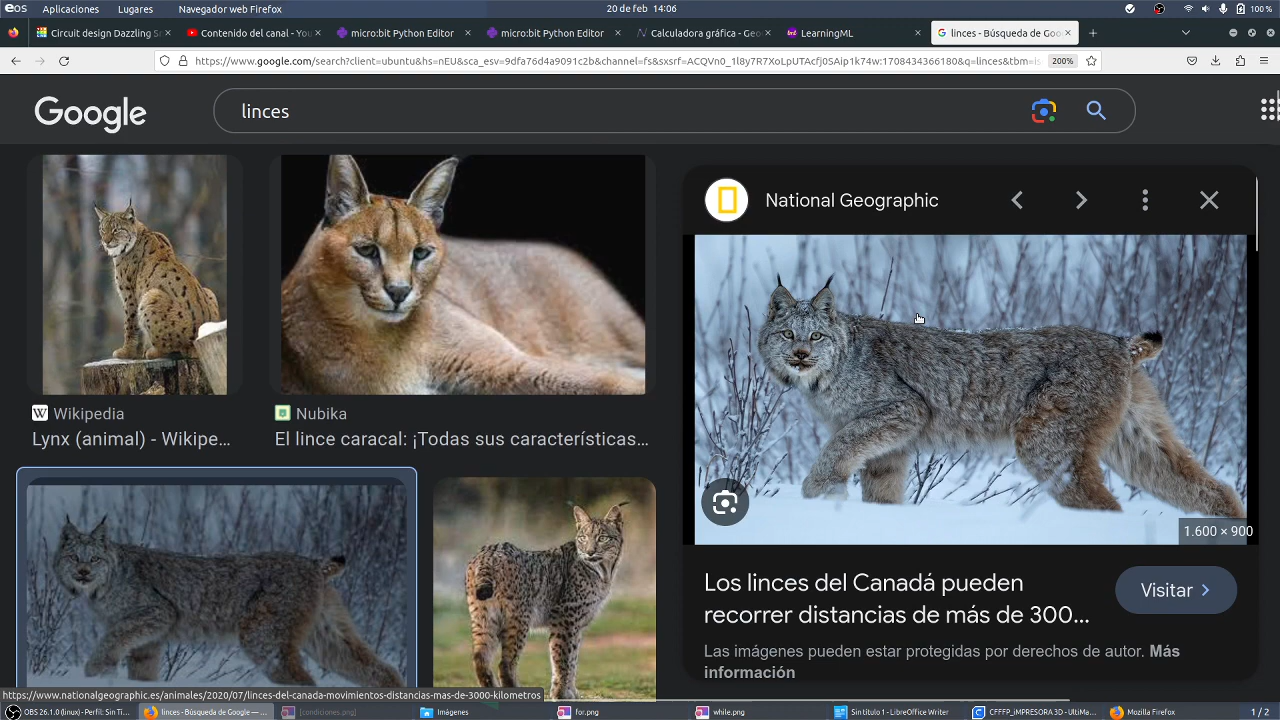 eos Aplicaciones Lugares Navegador web Firefox 20 de feb 14:06 100 %
Circuit design Dazzling S
Contenido del canal - You
micro:bit Python Editor
micro:bit Python Editor
Calculadora gráfica - Geo
LearningML
linces - Búsqueda de Goo
https://www.google.com/search?client=ubuntu&hs=nEU&sca_esv=9dfa76d4a9091c2b&channel=fs&sxsrf=ACQVn0_1l8y7R7XoLpUTAcfj0SAip1k74w:1708434366180&q=linces&tbm=is
200%
Google
linces
National Geographic
Wikipedia
Lynx (animal) - Wikipe...
Nubika
El lince caracal: ¡Todas sus características...
1.600 × 900
Los linces del Canadá pueden
recorrer distancias de más de 300...
Visitar
Las imágenes pueden estar protegidas por derechos de autor. Más
información
https://www.nationalgeographic.es/animales/2020/07/linces-del-canada-movimientos-distancias-mas-de-3000-kilometros
OBS 26.1.0 (linux) - Perfil: Sin Ti...
linces - Búsqueda de Google — ...
[condiciones.png]
Imágenes
for.png
while.png
Sin título 1 - LibreOffice Writer
CFFFP_iMPRESORA 3D - UltiMa...
Mozilla Firefox
1 / 2